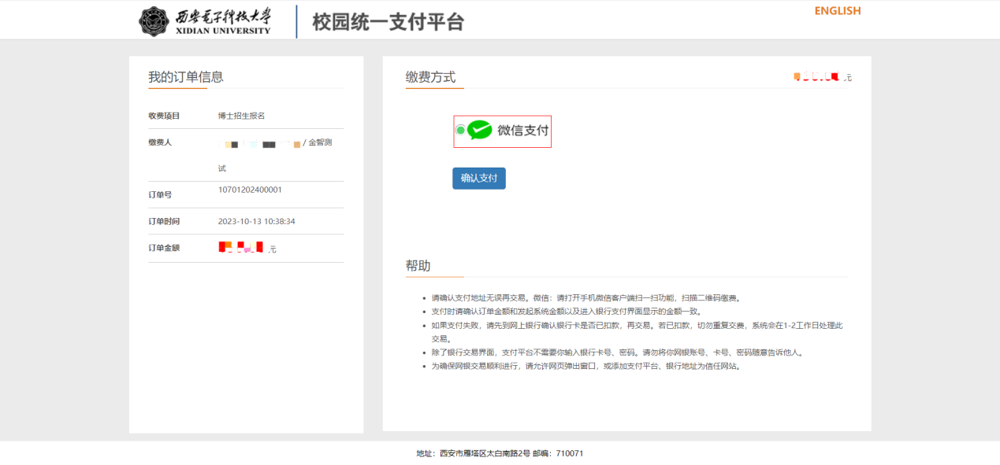 西安电子科技大学
XIDIAN UNIVERSITY
校园统一支付平台
ENGLISH
我的订单信息
收费项目 博士招生报名
缴费人 / 金智测
试
订单号 10701202400001
订单时间 2023-10-13 10:38:34
订单金额 元
缴费方式 元
微信支付
确认支付
帮助
请确认支付地址无误再交易。微信：请打开手机微信客户端扫一扫功能，扫描二维码缴费。
支付时请确认订单金额和发起系统金额以及进入银行支付界面显示的金额一致。
如果支付失败，请先到网上银行确认银行卡是否已扣款，再交易。若已扣款，切勿重复交费，系统会在1-2工作日处理此
交易。
除了银行交易界面，支付平台不需要你输入银行卡号、密码。请勿将你网银账号、卡号、密码随意告诉他人。
为确保网银交易顺利进行，请允许网页弹出窗口，或添加支付平台、银行地址为信任网站。
地址：西安市雁塔区太白南路2号 邮编：710071